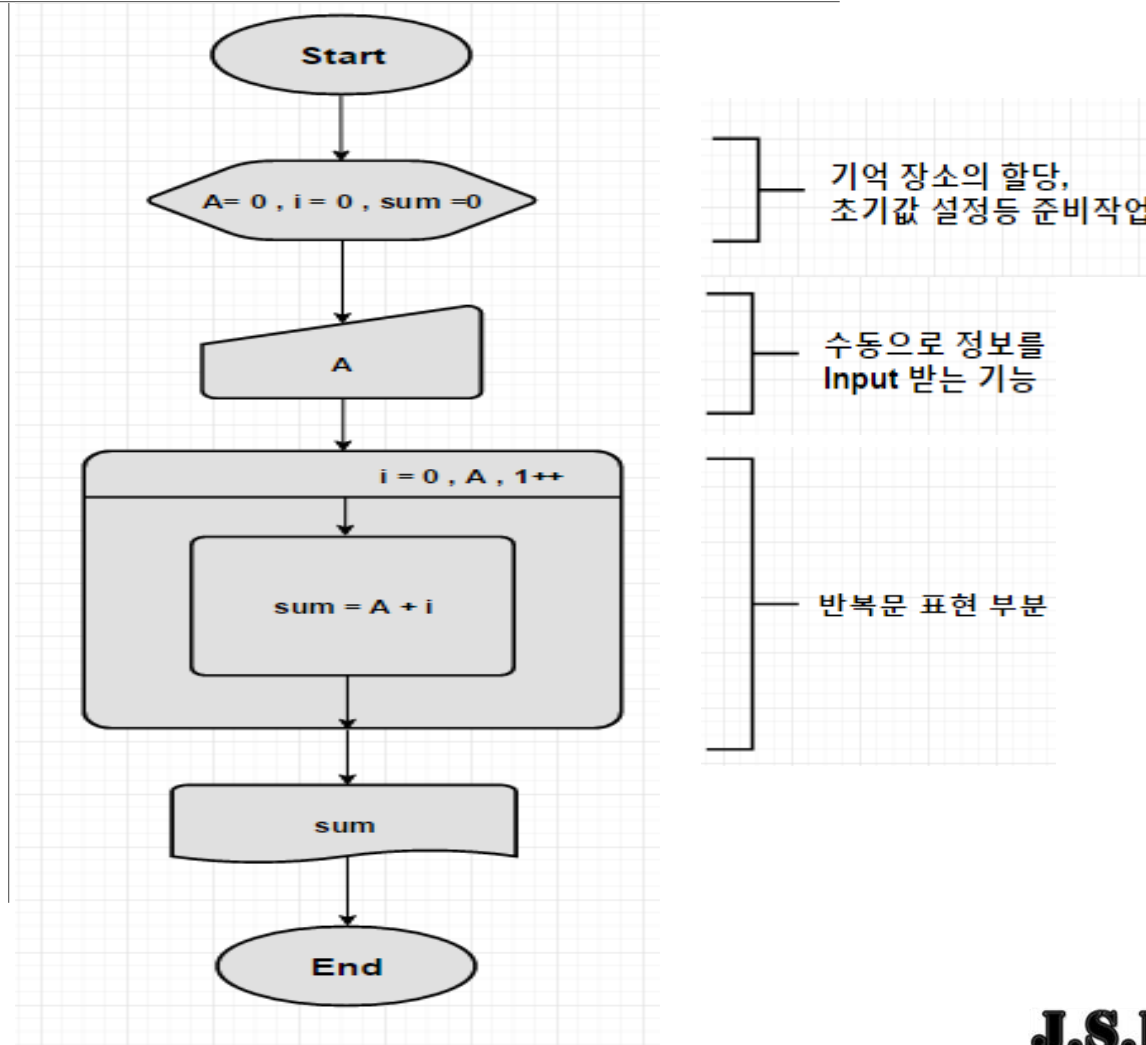 Start
A= 0 , i = 0 , sum =0
기억 장소의 할당,
초기값 설정등 준비작업
A
수동으로 정보를
Input 받는 기능
i = 0 , A , 1++
sum = A + i
반복문 표현 부분
sum
End